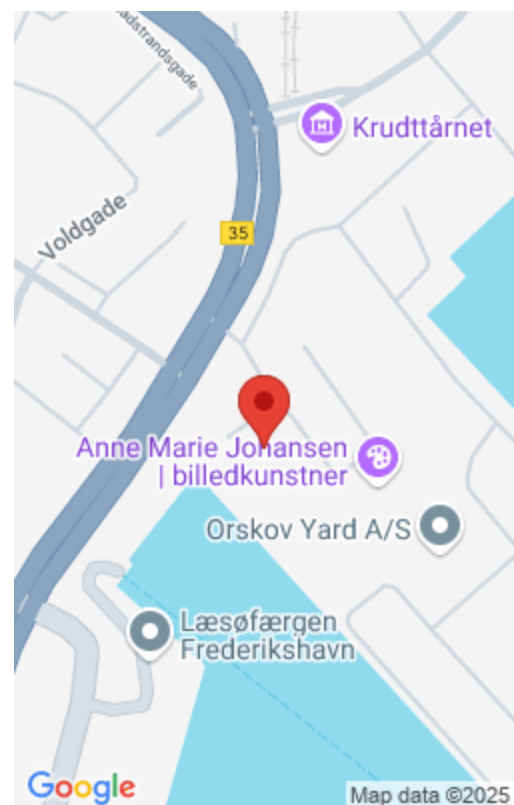 Krudttårnet
35
Voldgade
Anne Marie Johansen
| billedkunstner
Orskov Yard A/S
Læsøfærgen
Frederikshavn
Google
Map data ©2025